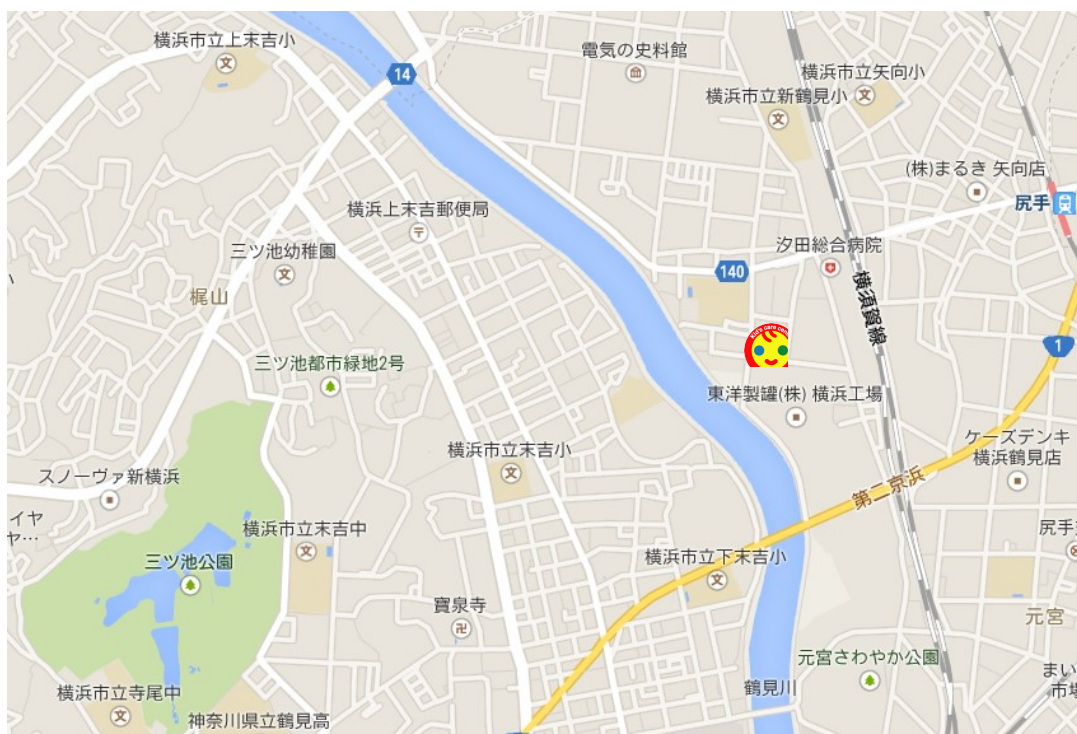 横浜市立上末吉小
電気の史料館
14
横浜市立矢向小
横浜市立新鶴見小
(株)まるき 矢向店
尻手
横浜上末吉郵便局
三ツ池幼稚園
汐田総合病院
140
梶山
横須賀線
1
三ツ池都市緑地2号
東洋製罐(株) 横浜工場
横浜市立末吉小
ケーズデンキ
横浜鶴見店
スノーヴァ新横浜
第二京浜
イヤ
ヤ…
横浜市立末吉中
尻手
三ツ池公園
横浜市立下末吉小
寶泉寺
元宮
元宮さわやか公園
まい
市場
鶴見川
横浜市立寺尾中
神奈川県立鶴見高